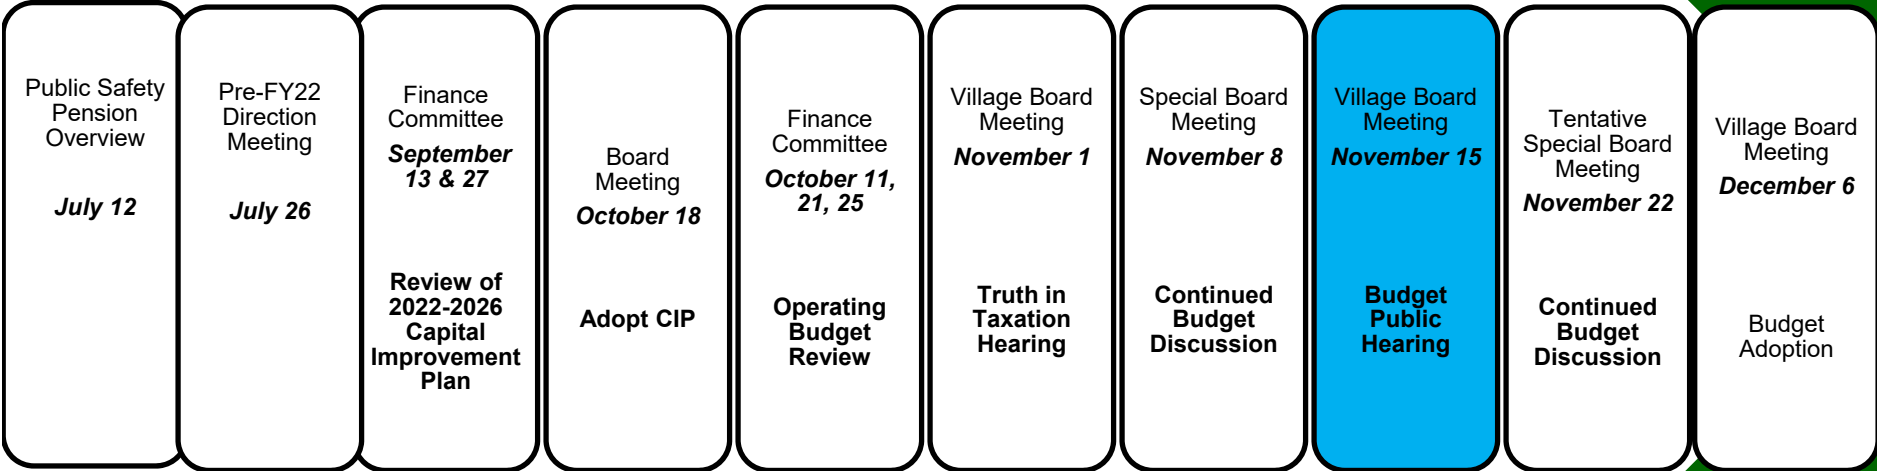 Public Safety
Pension
Overview
July 12
Pre-FY22
Direction
Meeting
July 26
Finance
Committee
September
13 & 27
Review of
2022-2026
Capital
Improvement
Plan
Board
Meeting
October 18
Adopt CIP
Finance
Committee
October 11,
21, 25
Operating
Budget
Review
Village Board
Meeting
November 1
Truth in
Taxation
Hearing
Special Board
Meeting
November 8
Continued
Budget
Discussion
Village Board
Meeting
November 15
Budget
Public
Hearing
Tentative
Special Board
Meeting
November 22
Continued
Budget
Discussion
Village Board
Meeting
December 6
Budget
Adoption